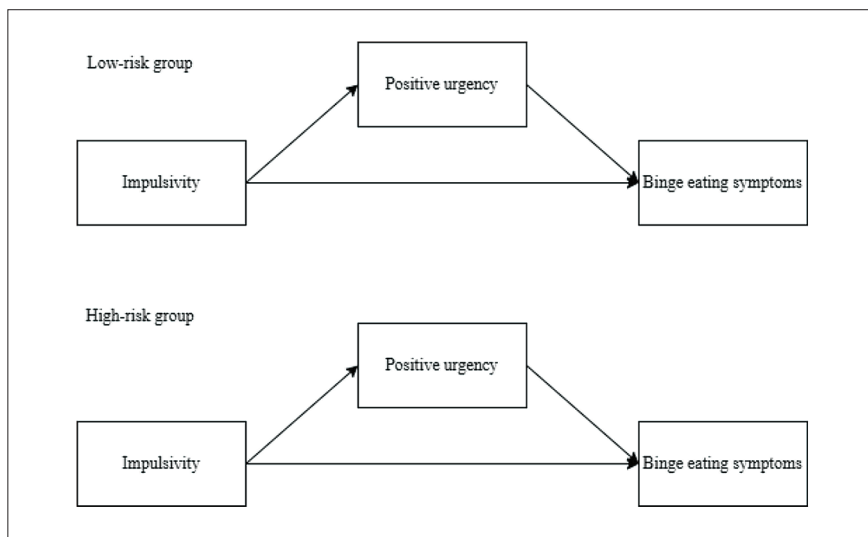 Low-risk group
Positive urgency
Impulsivity
Binge eating symptoms
High-risk group
Positive urgency
Impulsivity
Binge eating symptoms